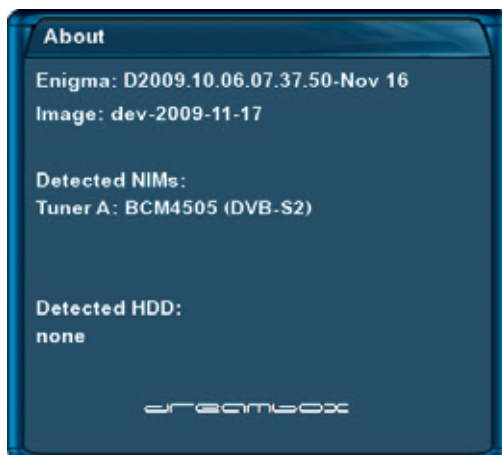 About
Enigma: D2009.10.06.07.37.50-Nov 16
Image: dev-2009-11-17
Detected NIMs:
Tuner A: BCM4505 (DVB-S2)
Detected HDD:
none
dreambox